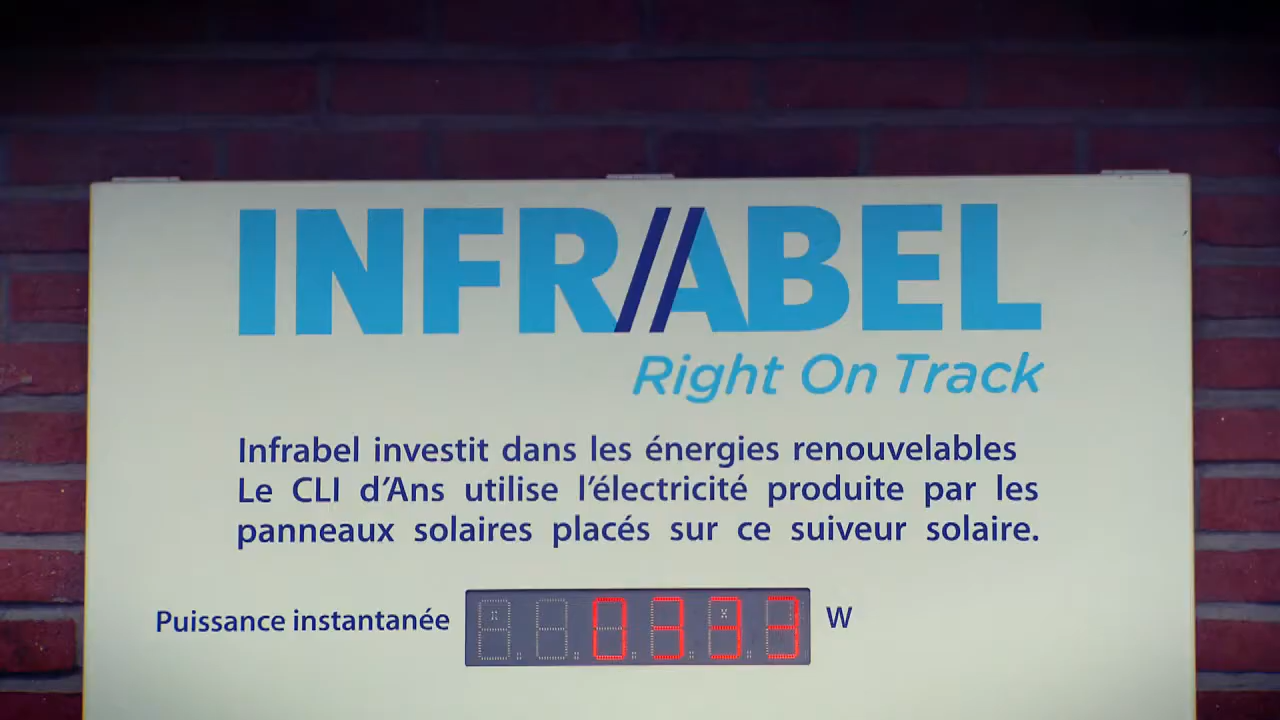 INFRABEL
Right On Track
Infrabel investit dans les énergies renouvelables
Le CLI d’Ans utilise l’électricité produite par les
panneaux solaires placés sur ce suiveur solaire.
Puissance instantanée 0333 W